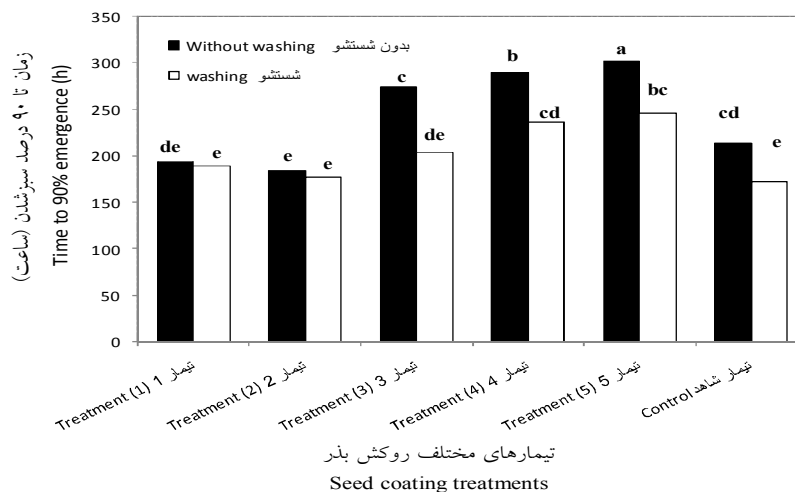 350
300
250
200
150
100
50
0
زمان تا ۹۰ درصد سبزشدن (ساعت)
Time to 90% emergence (h)
Without washing بدون شستشو
washing شستشو
de e e e c de b cd a bc cd e
Treatment (1) تیمار 1
Treatment (2) تیمار 2
Treatment (3) تیمار 3
Treatment (4) تیمار 4
Treatment (5) تیمار 5
Control تیمار شاهد
تیمارهای مختلف روکش بذر
Seed coating treatments